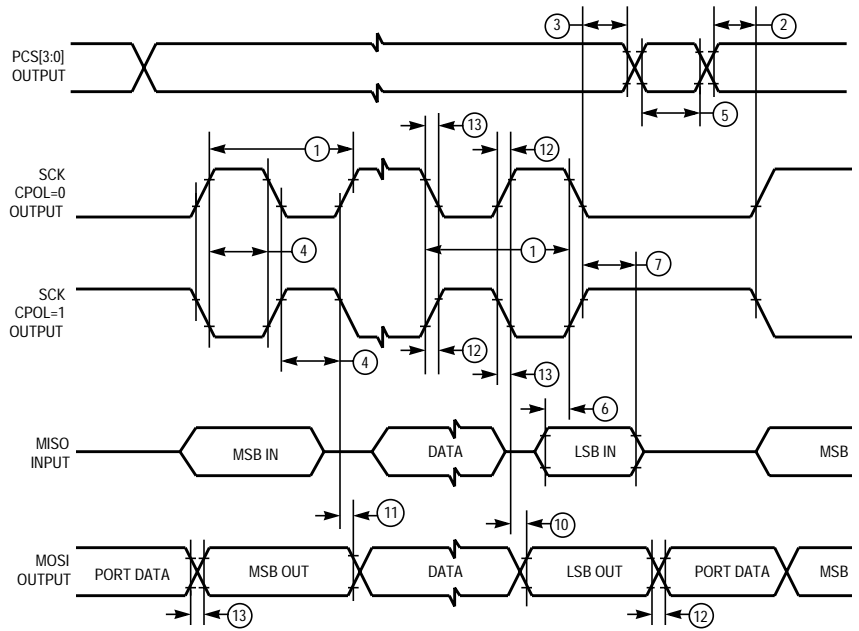 3
2
PCS[3:0]
OUTPUT
5
13
1
12
SCK
CPOL=0
OUTPUT
4
1
7
SCK
CPOL=1
OUTPUT
12
4
13
6
MISO
INPUT
MSB IN
DATA
LSB IN
MSB
11
10
MOSI
OUTPUT
PORT DATA
MSB OUT
DATA
LSB OUT
PORT DATA
MSB
13
12